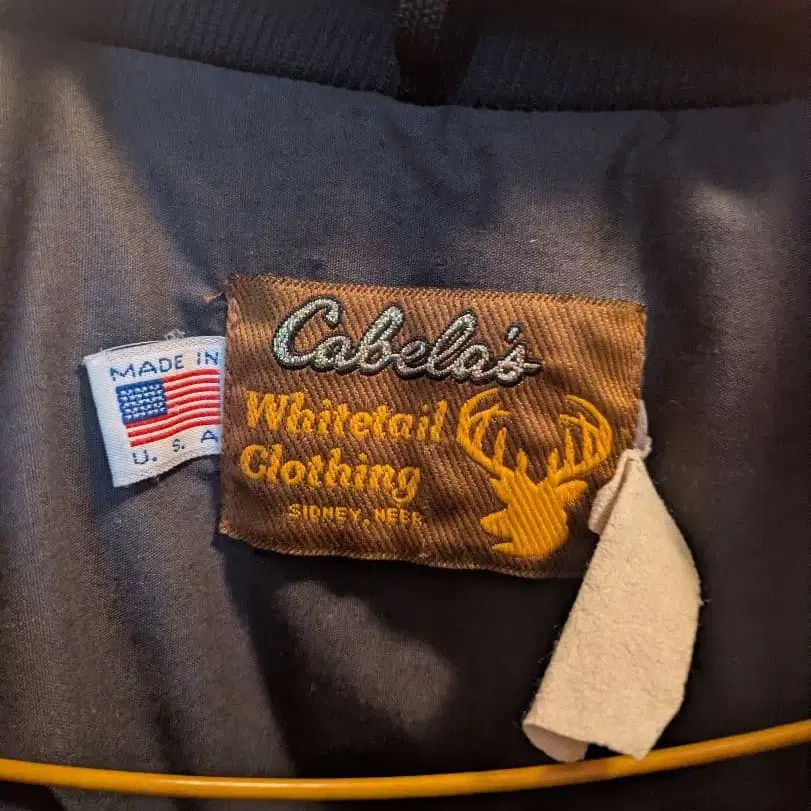 MADE IN
U. S. A
Cabela's
Whitetail
Clothing
SIDNEY, NEBR